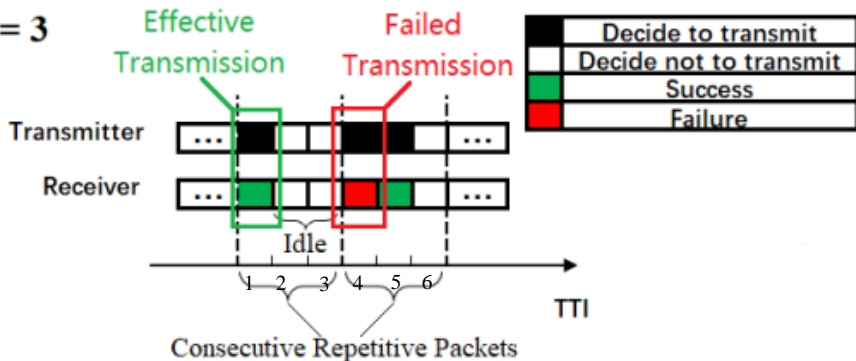 = 3
Effective
Transmission
Failed
Transmission
Decide to transmit
Decide not to transmit
Success
Failure
Transmitter
...
...
Receiver
...
...
Idle
1 2 3 4 5 6
TTI
Consecutive Repetitive Packets